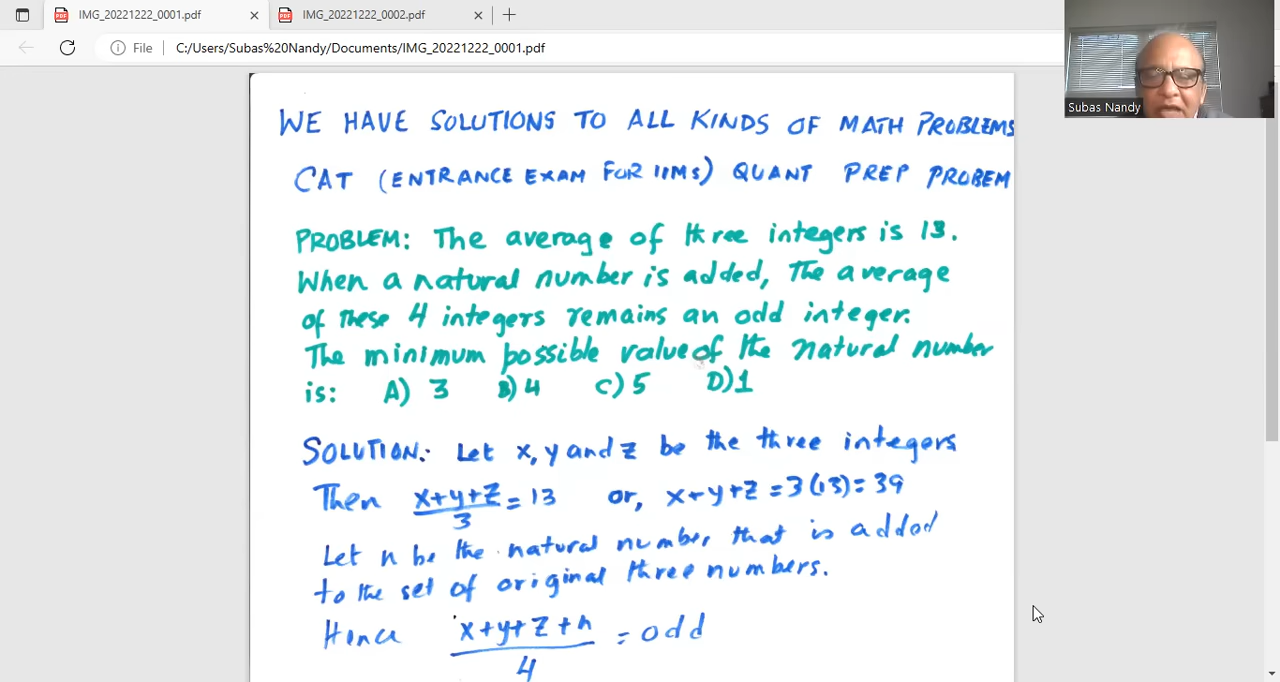 IMG_20221222_0001.pdf
IMG_20221222_0002.pdf
File
C:/Users/Subas%20Nandy/Documents/IMG_20221222_0001.pdf
Subas Nandy
WE HAVE SOLUTIONS TO ALL KINDS OF MATH PROBLEMS
CAT (ENTRANCE EXAM FOR IIMS) QUANT PREP PROBEM
PROBLEM: The average of three integers is 13.
When a natural number is added, The average
of these 4 integers remains an odd integer.
The minimum possible value of the natural number
is: A) 3 B) 4 C) 5 D) 1
SOLUTION: Let x, y and z be the three integers
Then x+y+z/3 = 13 or, x+y+z = 3(13) = 39
Let n be the natural number that is added
to the set of original three numbers.
Hence x+y+z+n/4 = odd